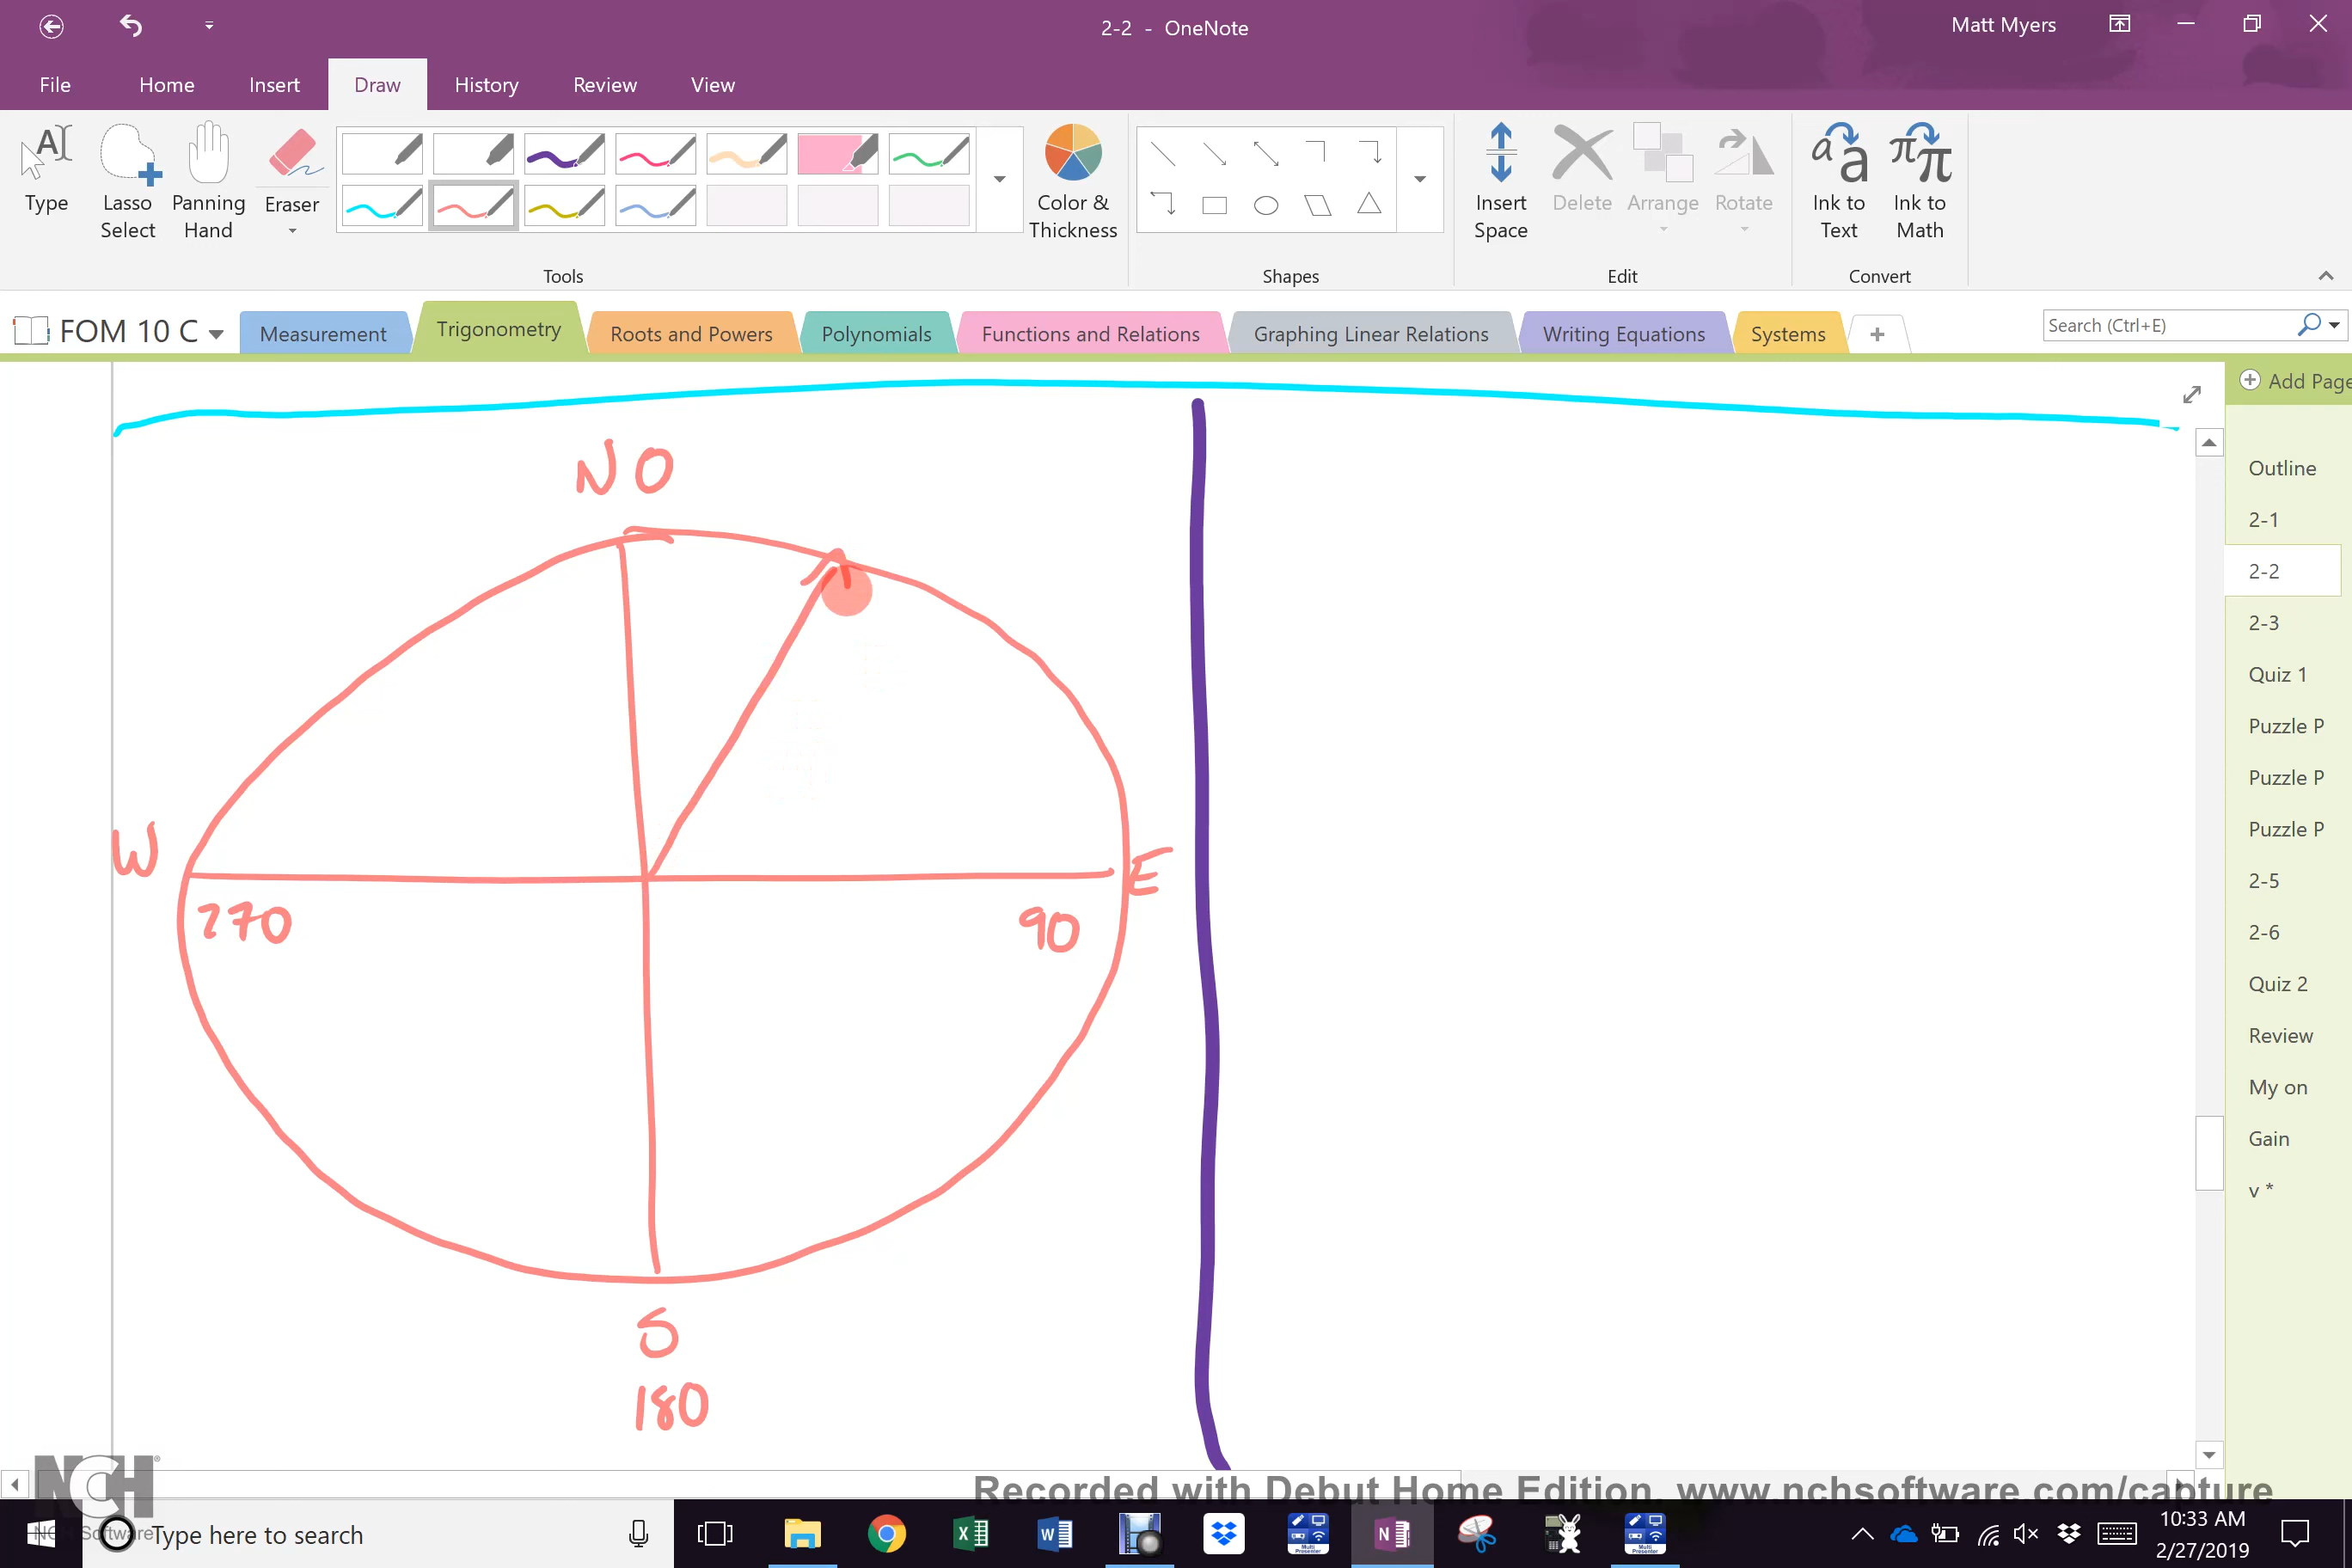 2-2 - OneNote
Matt Myers
File Home Insert Draw History Review View
Type
Lasso Select
Panning Hand
Eraser
Color & Thickness
Insert Space
Delete
Arrange
Rotate
Ink to Text
Ink to Math
Tools
Shapes
Edit
Convert
FOM 10 C
Measurement
Trigonometry
Roots and Powers
Polynomials
Functions and Relations
Graphing Linear Relations
Writing Equations
Systems
Search (Ctrl+E)
Add Page
Outline
2-1
2-2
2-3
Quiz 1
Puzzle P
Puzzle P
Puzzle P
2-5
2-6
Quiz 2
Review
My on
Gain
v *
N 0
W
E
270
90
S
180
NCH®
NCH Software
Recorded with Debut Home Edition. www.nchsoftware.com/capture
Type here to search
10:33 AM
2/27/2019